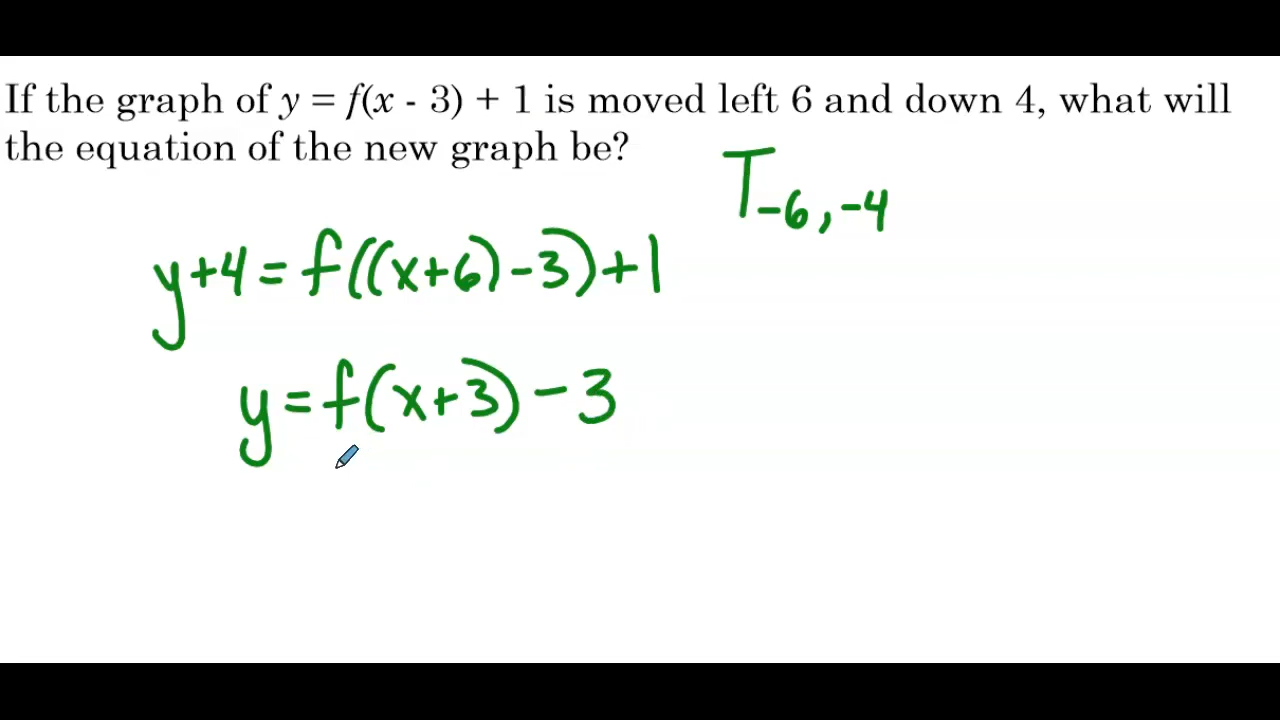 If the graph of y = f(x - 3) + 1 is moved left 6 and down 4, what will
the equation of the new graph be?
T-6, -4
y+4 = f((x+6) - 3) + 1
y = f(x+3) - 3